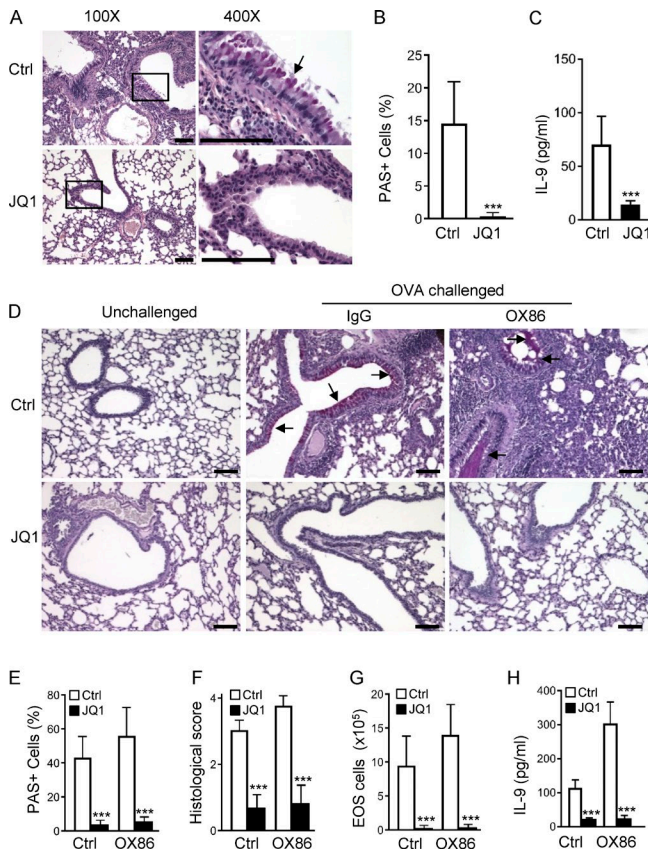 A
100X
400X
Ctrl
JQ1
B
PAS+ Cells (%)
25
20
15
10
5
0
***
Ctrl JQ1
C
IL-9 (pg/ml)
150
100
50
0
***
Ctrl JQ1
D
OVA challenged
Unchallenged
IgG
OX86
Ctrl
JQ1
E
Ctrl
JQ1
PAS+ Cells (%)
80
60
40
20
0
***
***
Ctrl OX86
F
Ctrl
JQ1
Histological score
4
2
0
***
***
Ctrl OX86
G
Ctrl
JQ1
EOS cells (x10⁵)
20
15
10
5
0
***
***
Ctrl OX86
H
Ctrl
JQ1
IL-9 (pg/ml)
400
300
200
100
0
***
***
Ctrl OX86